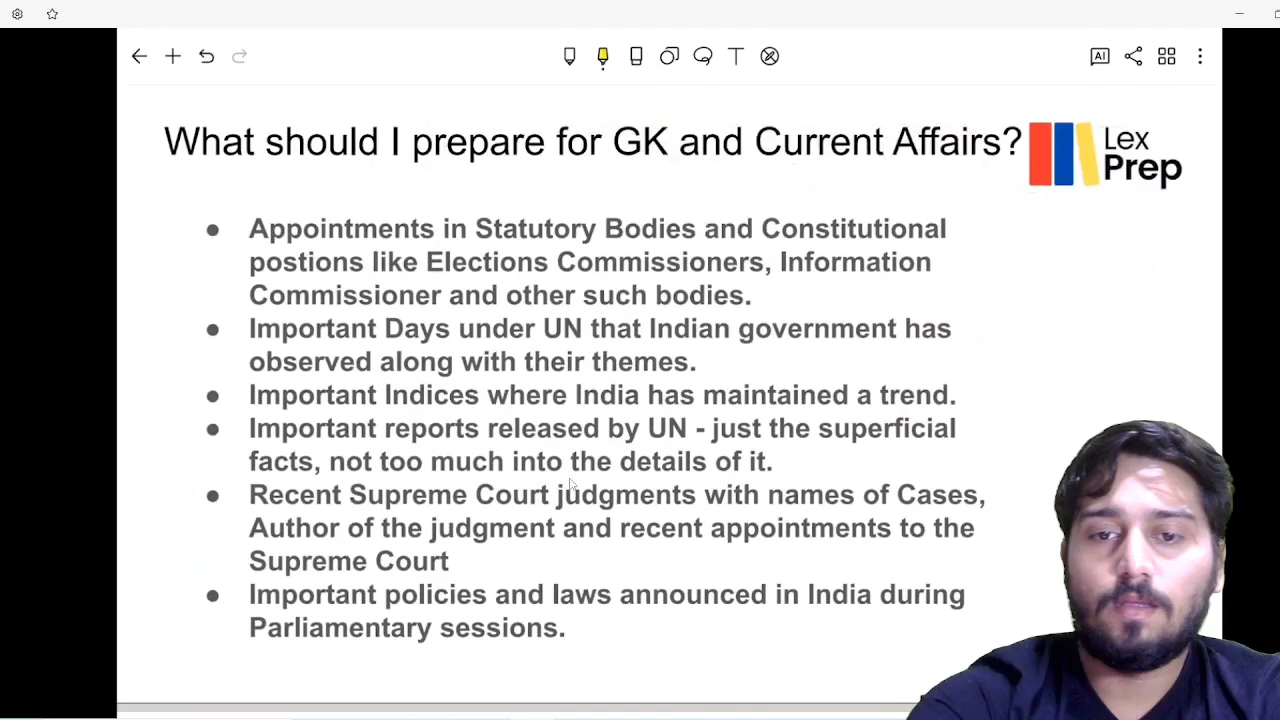 What should I prepare for GK and Current Affairs?
Lex
Prep
● Appointments in Statutory Bodies and Constitutional
postions like Elections Commissioners, Information
Commissioner and other such bodies.
● Important Days under UN that Indian government has
observed along with their themes.
● Important Indices where India has maintained a trend.
● Important reports released by UN - just the superficial
facts, not too much into the details of it.
● Recent Supreme Court judgments with names of Cases,
Author of the judgment and recent appointments to the
Supreme Court
● Important policies and laws announced in India during
Parliamentary sessions.
T
AI